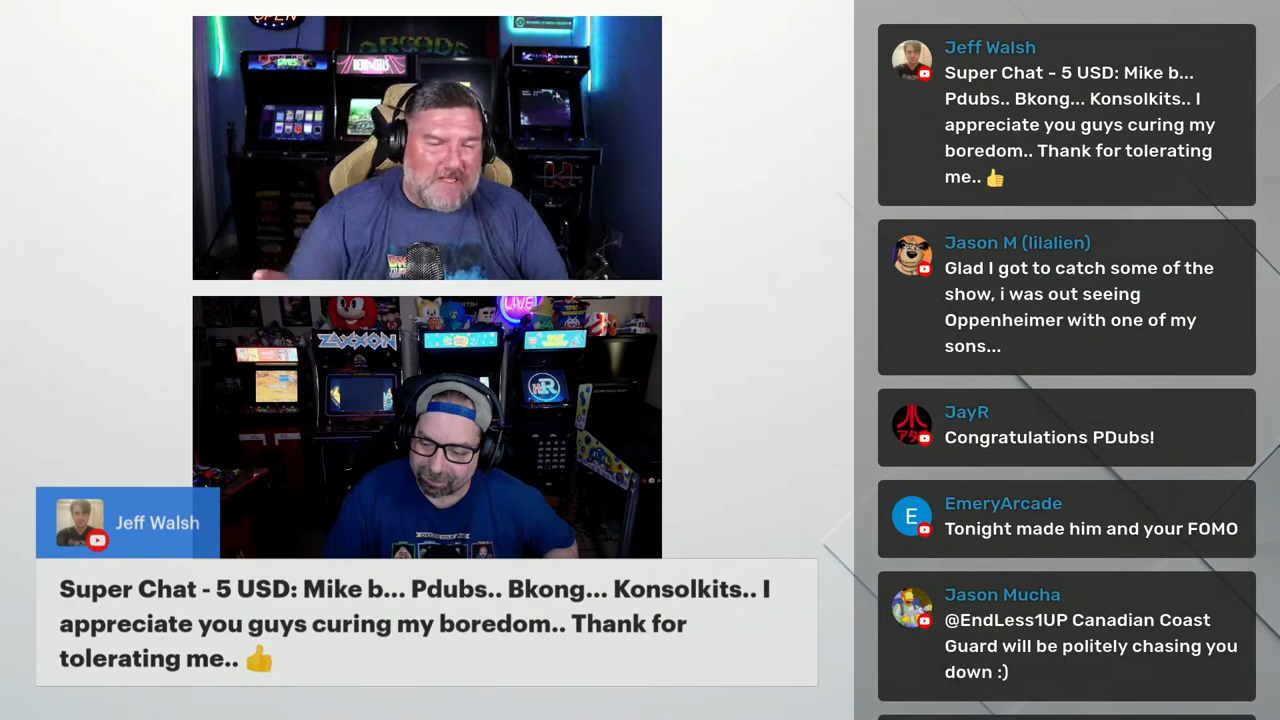 OPEN
ARCADE
LIVE!
ZAXXON
Jeff Walsh
Super Chat - 5 USD: Mike b... Pdubs.. Bkong... Konsolkits.. I
appreciate you guys curing my boredom.. Thank for
tolerating me.. 👍
Jeff Walsh
Super Chat - 5 USD: Mike b...
Pdubs.. Bkong... Konsolkits.. I
appreciate you guys curing my
boredom.. Thank for tolerating
me.. 👍
Jason M (lilalien)
Glad I got to catch some of the
show, i was out seeing
Oppenheimer with one of my
sons...
JayR
Congratulations PDubs!
E
EmeryArcade
Tonight made him and your FOMO
Jason Mucha
@EndLess1UP Canadian Coast
Guard will be politely chasing you
down :)